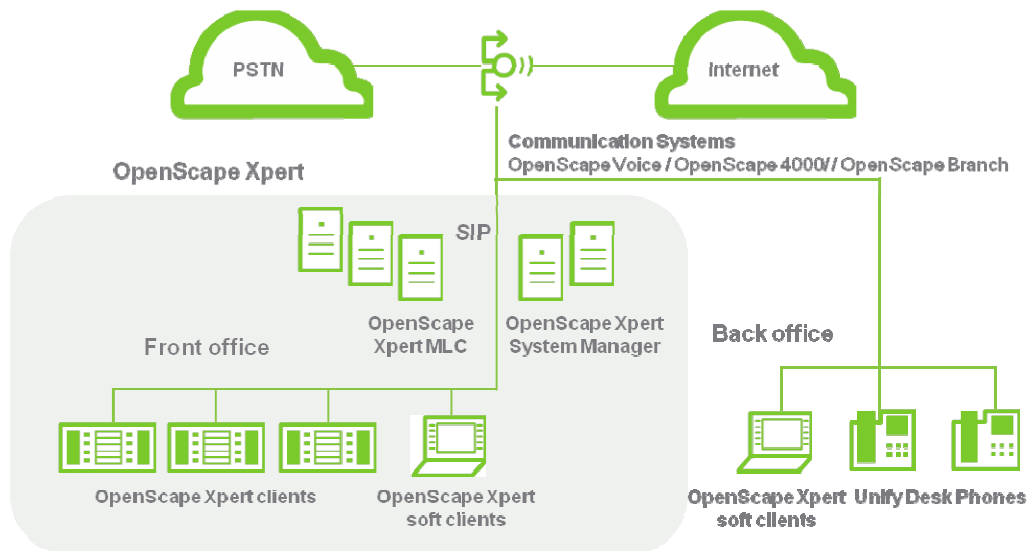 PSTN
Internet
Communication Systems
OpenScape Voice / OpenScape 4000// OpenScape Branch
OpenScape Xpert
SIP
OpenScape
Xpert MLC
OpenScape Xpert
System Manager
Front office
Back office
OpenScape Xpert clients
OpenScape Xpert
soft clients
OpenScape Xpert
soft clients
Unify Desk Phones